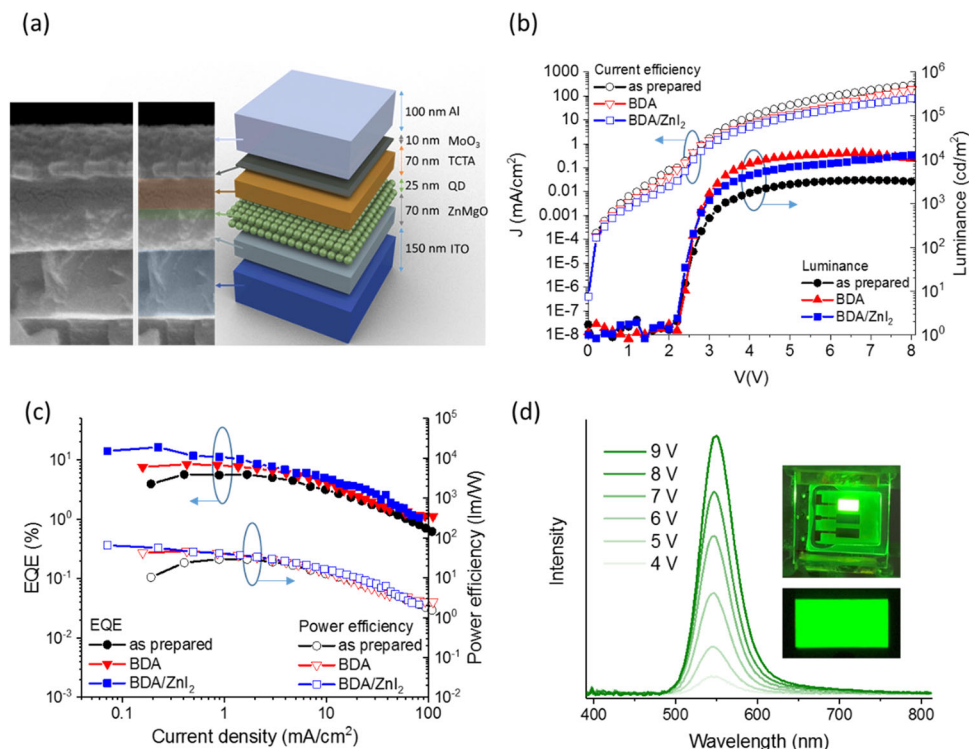 (a)
100 nm Al
10 nm MoO₃
70 nm TCTA
25 nm QD
70 nm ZnMgO
150 nm ITO
(b)
1000
100
10
1
0.1
0.01
0.001
1E-4
1E-5
1E-6
1E-7
1E-8
J (mA/cm²)
Current efficiency
as prepared
BDA
BDA/ZnI₂
Luminance
as prepared
BDA
BDA/ZnI₂
10⁶
10⁵
10⁴
10³
10²
10¹
10⁰
Luminance (cd/m²)
0 1 2 3 4 5 6 7 8
V(V)
(c)
10¹
10⁰
10⁻¹
10⁻²
10⁻³
EQE (%)
EQE
as prepared
BDA
BDA/ZnI₂
Power efficiency
as prepared
BDA
BDA/ZnI₂
10⁵
10⁴
10³
10²
10¹
10⁰
10⁻¹
10⁻²
Power efficiency (lm/W)
0.1 1 10 100
Current density (mA/cm²)
(d)
9 V
8 V
7 V
6 V
5 V
4 V
Intensity
400 500 600 700 800
Wavelength (nm)